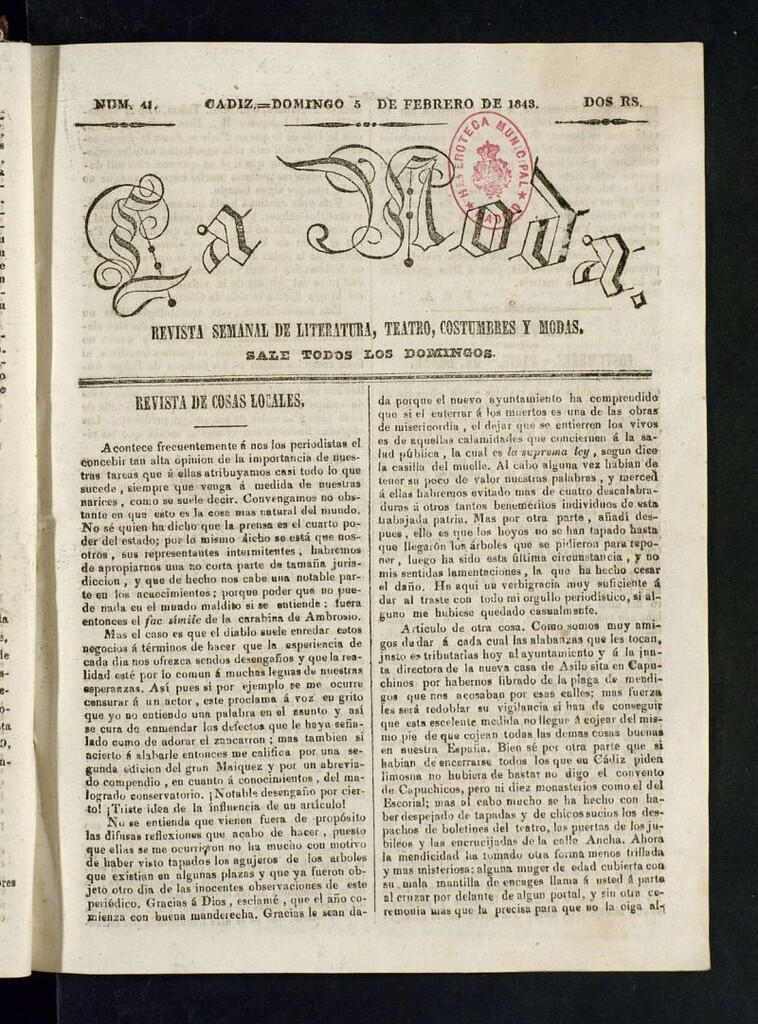 NUM. 41. CADIZ.=DOMINGO 5 DE FEBRERO DE 1843. DOS RS.
La Moda.
HEMEROTECA MUNICIPAL
MADRID
REVISTA SEMANAL DE LITERATURA, TEATRO, COSTUMBRES Y MODAS.
SALE TODOS LOS DOMINGOS.
REVISTA DE COSAS LOCALES.
Acontece frecuentemente á nos los periodistas el
concebir tan alta opinion de la importancia de nues-
tras tareas que á ellas atribuyamos casi todo lo que
sucede, siempre que venga á medida de nuestras
narices, como se suele decir. Convengamos no obs-
tante en que esto es la cosa mas natural del mundo.
No sé quien ha dicho que la prensa es el cuarto po-
der del estado; por lo mismo dicho se está que nos-
otros, sus representantes intermitentes, habremos
de apropiarnos una no corta parte de tamaña juris-
diccion, y que de hecho nos cabe una notable par-
te en los acaecimientos; porque poder que no pue-
de nada en el mundo maldito si se entiende: fuera
entonces el fac simile de la carabina de Ambrosio.
Mas el caso es que el diablo suele enredar estos
negocios á términos de hacer que la esperiencia de
cada dia nos ofrezca sendos desengaños y que la rea-
lidad esté por lo comun á muchas leguas de nuestras
esperanzas. Así pues si por ejemplo se me ocurre
censurar á un actor, este proclama á voz en grito
que yo no entiendo una palabra en el asunto y así
se cura de enmendar los defectos que le haya seña-
lado como de adorar el zancarron; mas tambien si
acierto á alabarle entonces me califica por una se-
gunda edicion del gran Maiquez y por un abrevia-
do compendio, en cuanto á conocimientos, del ma-
logrado conservatorio. ¡Notable desengaño por cier-
to! ¡Triste idea de la influencia de un artículo!
No se entienda que vienen fuera de propósito
las difusas reflexiones que acabo de hacer, puesto
que ellas se me ocurrieron no ha mucho con motivo
de haber visto tapados los agujeros de los arboles
que existian en algunas plazas y que ya fueron ob-
jeto otro dia de las inocentes observaciones de este
periódico. Gracias á Dios, esclamé, que el año co-
mienza con buena manderecha. Gracias le sean da-
da porque el nuevo ayuntamiento ha comprendido
que si el enterrar á los muertos es una de las obras
de misericordia, el dejar que se entierren los vivos
es de aquellas calamidades que conciernen á la sa-
lud pública, la cual es la suprema ley, segun dice
la casilla del muelle. Al cabo alguna vez habian de
tener su poco de valor nuestras palabras, y merced
á ellas habremos evitado mas de cuatro descalabra-
duras á otros tantos beneméritos individuos de esta
trabajada patria. Mas por otra parte, añadí des-
pues, ello es que los hoyos no se han tapado hasta
que llegaron los árboles que se pidieron para repo-
ner, luego ha sido esta última circunstancia, y no
mis sentidas lamentaciones, la que ha hecho cesar
el daño. He aqui un verbigracia muy suficiente á
dar al traste con todo mi orgullo periodístico, si al-
guno me hubiese quedado casualmente.
Articulo de otra cosa. Como somos muy ami-
gos de dar á cada cual las alabanzas que les tocan,
justo es tributarlas hoy al ayuntamiento y á la jun-
ta directora de la nueva casa de Asilo sita en Capu-
chinos por habernos librado de la plaga de mendi-
gos que nos acosaban por esas calles; mas fuerza
les será redoblar su vigilancia si han de conseguir
que esta escelente medida no llegue á cojear del mis-
mo pie de que cojean todas las demas cosas buenas
en nuestra España. Bien sé por otra parte que si
habian de encerrarse todos los que en Cádiz piden
limosna no hubiera de bastar no digo el convento
de Capuchicos, pero ni diez monasterios como el del
Escorial; mas al cabo mucho se ha hecho con ha-
ber despejado de tapadas y de chicos sucios los des-
pachos de boletines del teatro, las puertas de los ju-
bileos y las encrucijadas de la calle Ancha. Ahora
la mendicidad ha tomado otra forma menos trillada
y mas misteriosa: alguna muger de edad cubierta con
su mala mantilla de encages llama á usted á parte
al cruzar por delante de algun portal, y sin otra ce-
remonia mas que la precisa para que no la oiga al-